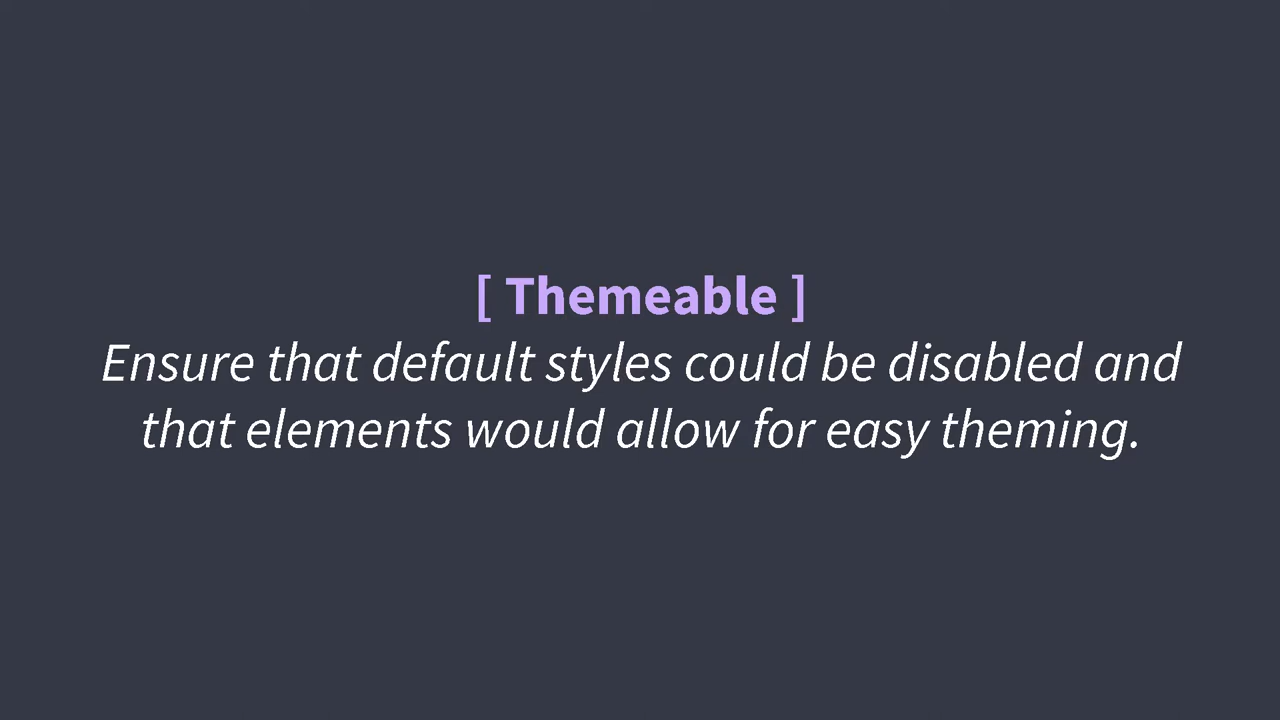 [ Themeable ]
Ensure that default styles could be disabled and
that elements would allow for easy theming.